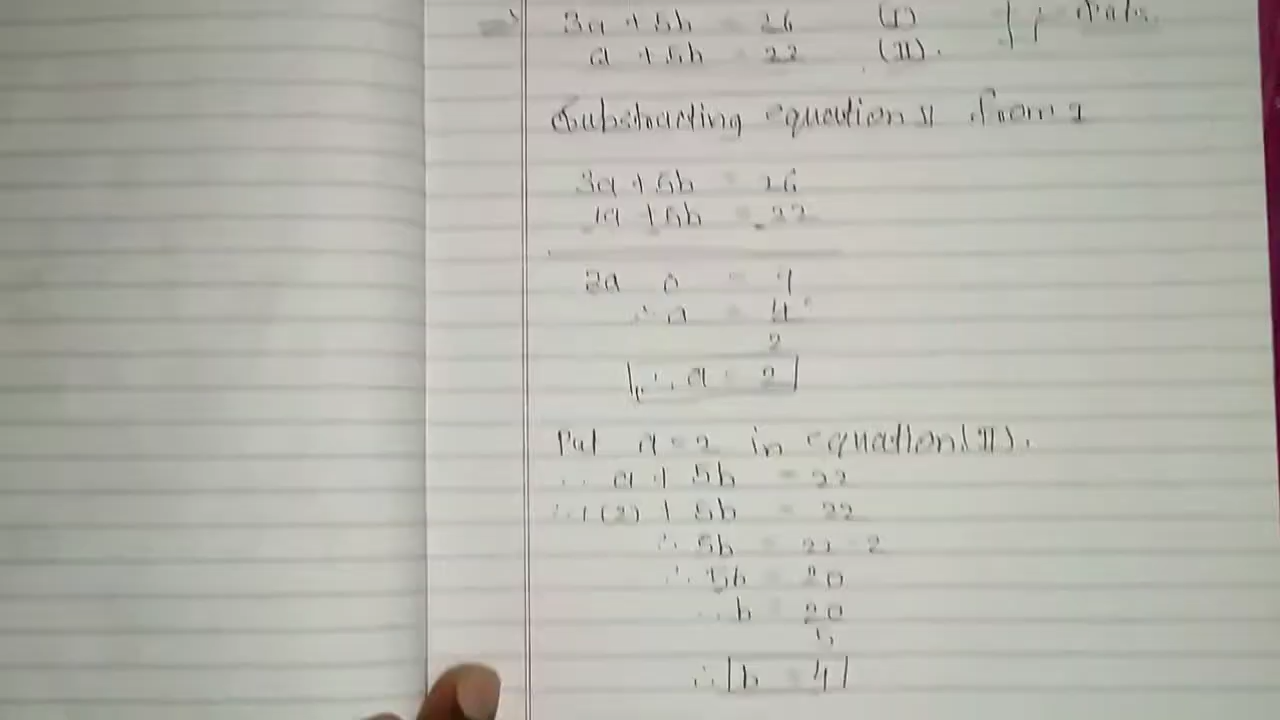 3a + 5b = 26 (I)
a + 5b = 22 (II).
Substracting equation II from I
3a + 5b = 26
a + 5b = 22
2a 0 = 4
∴ a = 4
2
∴ a = 2
Put a = 2 in equation (II).
∴ a + 5b = 22
∴ 1(2) + 5b = 22
∴ 5b = 22 - 2
∴ 5b = 20
∴ b = 20
5
∴ b = 4